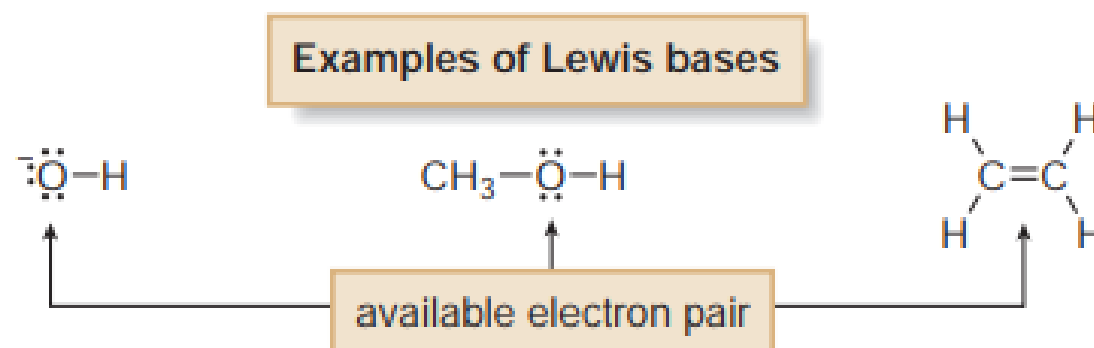 Examples of Lewis bases
⁻:Ö–H
CH₃–Ö–H
H H
C=C
H H
available electron pair